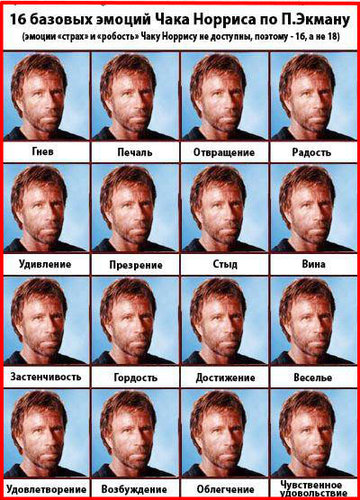 16 базовых эмоций Чака Норриса по П.Экману
(эмоции «страх» и «робость» Чаку Норрису не доступны, поэтому - 16, а не 18)
Гнев Печаль Отвращение Радость
Удивление Презрение Стыд Вина
Застенчивость Гордость Достижение Веселье
Удовлетворение Возбуждение Облегчение Чувственное
удовольствие